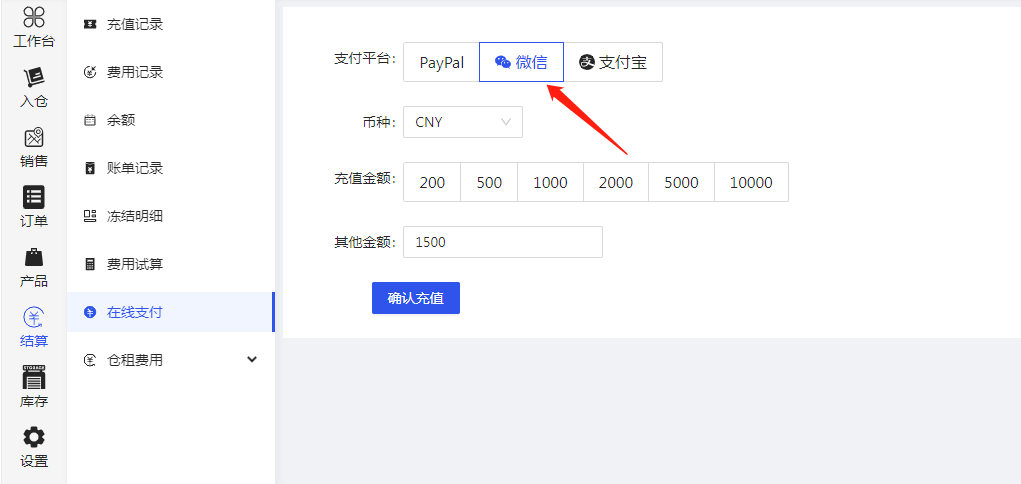 工作台
入仓
销售
订单
产品
结算
STORAGE
库存
设置
充值记录
费用记录
余额
账单记录
冻结明细
费用试算
在线支付
仓租费用
支付平台: PayPal 微信 支付宝
币种: CNY
充值金额: 200 500 1000 2000 5000 10000
其他金额: 1500
确认充值